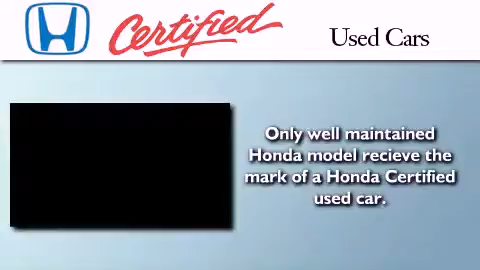 Certified Used Cars
Only well maintained
Honda model recieve the
mark of a Honda Certified
used car.